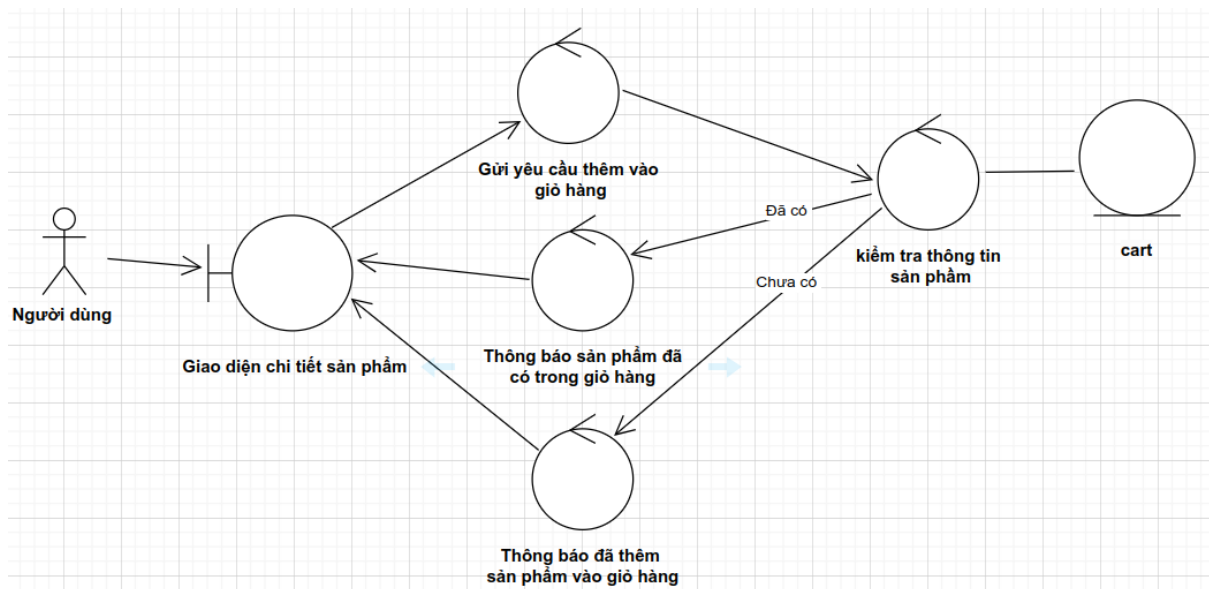 Gửi yêu cầu thêm vào
giỏ hàng
Đã có
kiểm tra thông tin
sản phẩm
cart
Chưa có
Người dùng
Giao diện chi tiết sản phẩm
Thông báo sản phẩm đã
có trong giỏ hàng
Thông báo đã thêm
sản phẩm vào giỏ hàng